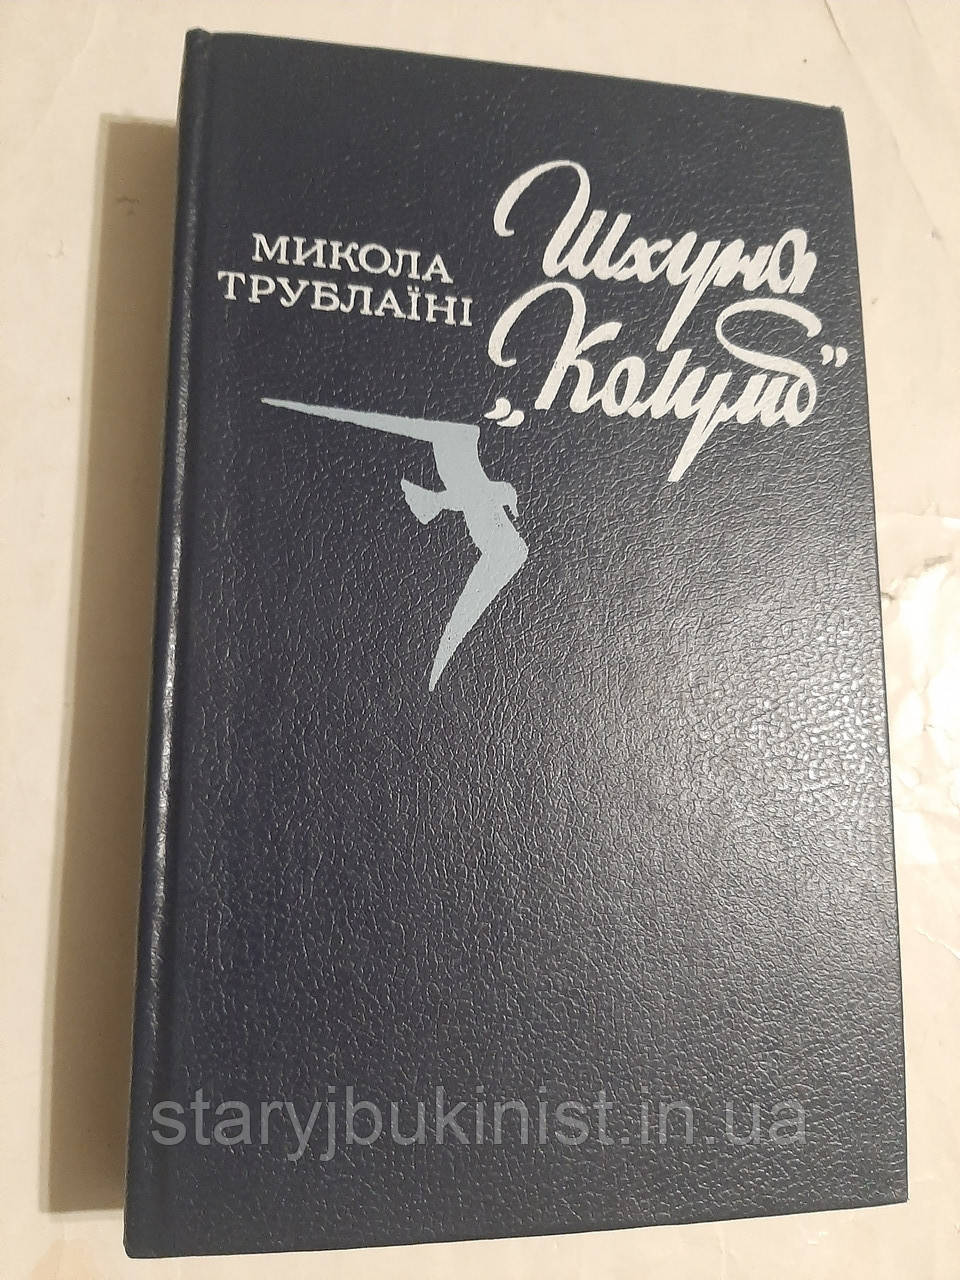 МИКОЛА
ТРУБЛАЇНІ
Шхуна
„Колумб”
staryjbukinist.in.ua